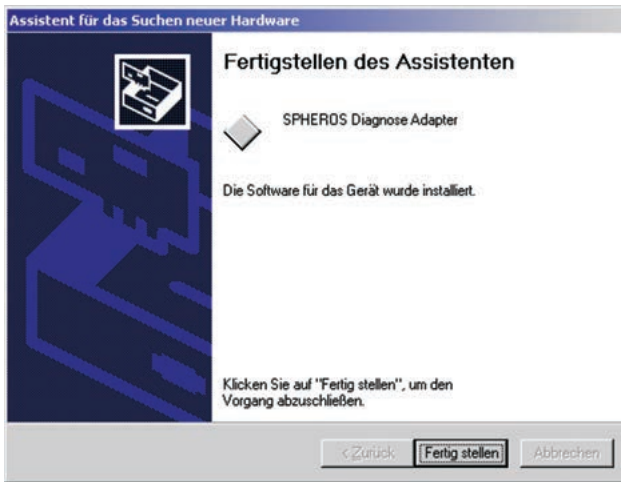 Assistent für das Suchen neuer Hardware
Fertigstellen des Assistenten
SPHEROS Diagnose Adapter
Die Software für das Gerät wurde installiert.
Klicken Sie auf "Fertig stellen", um den
Vorgang abzuschließen.
< Zurück Fertig stellen Abbrechen